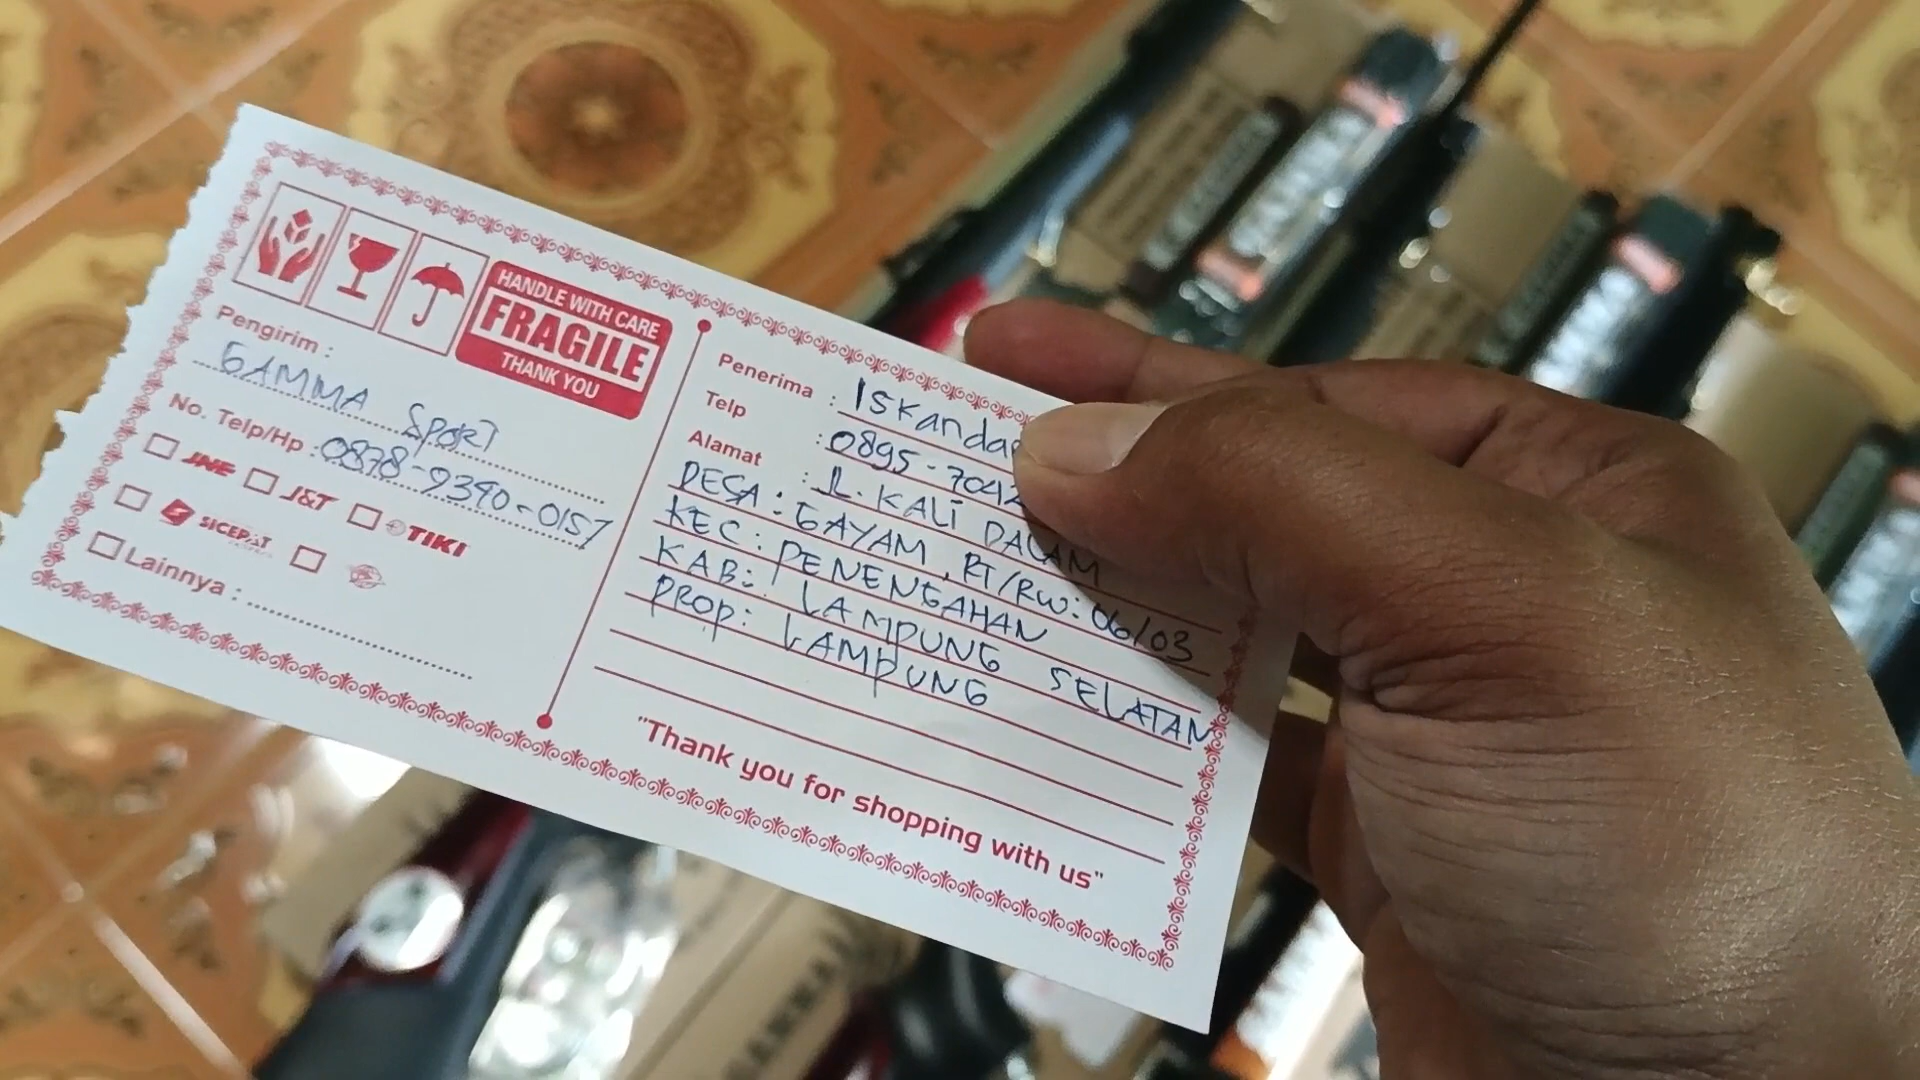 HANDLE WITH CARE
FRAGILE
THANK YOU
Pengirim :
GAMMA SPORT
No. Telp/Hp : 0878-9390-0157
JNE J&T TIKI
SICEPAT
Lainnya :
Penerima : Iskandar
Telp : 0895-7042
Alamat : JL. KALI DALAM
DESA : GAYAM, RT/RW: 06/03
KEC : PENENGAHAN
KAB: LAMPUNG SELATAN
PROP: LAMPUNG
"Thank you for shopping with us"